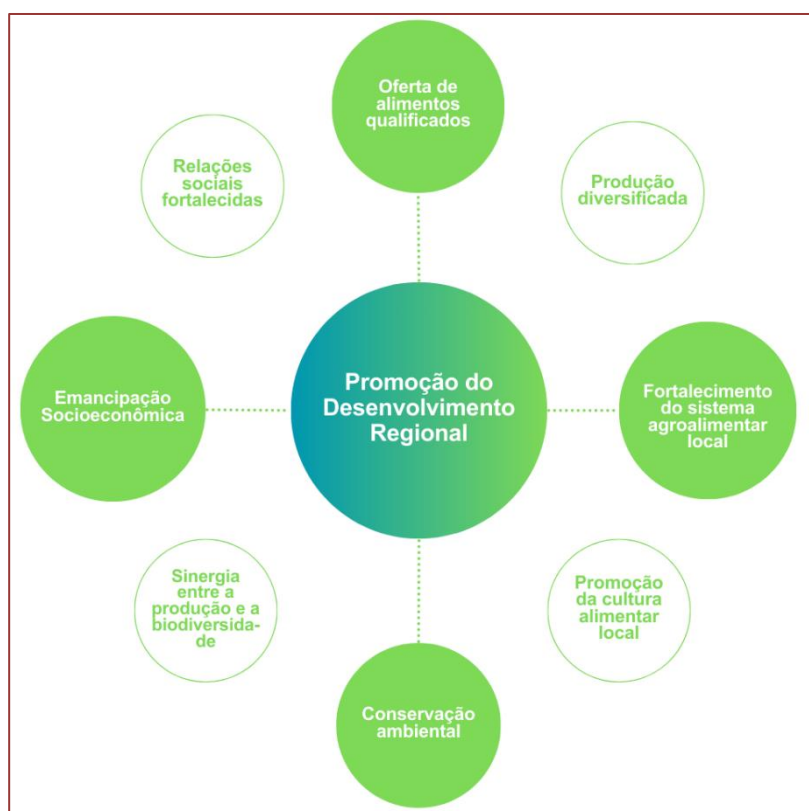 Oferta de
alimentos
qualificados
Relações
sociais
fortalecidas
Produção
diversificada
Emancipação
Socioeconômica
Promoção do
Desenvolvimento
Regional
Fortalecimento
do sistema
agroalimentar
local
Sinergia
entre a
produção e a
biodiversida-
de
Promoção
da cultura
alimentar
local
Conservação
ambiental